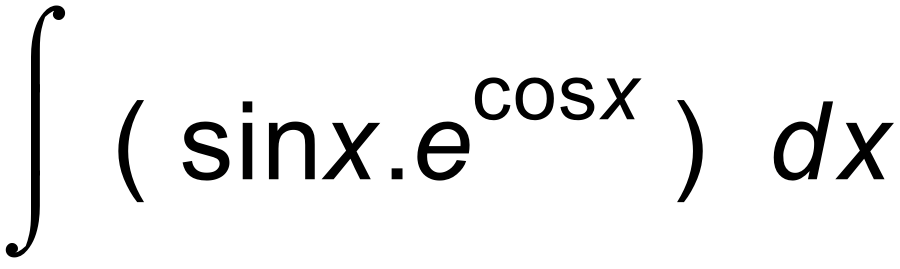 ∫ ( sinx.e^cosx ) dx